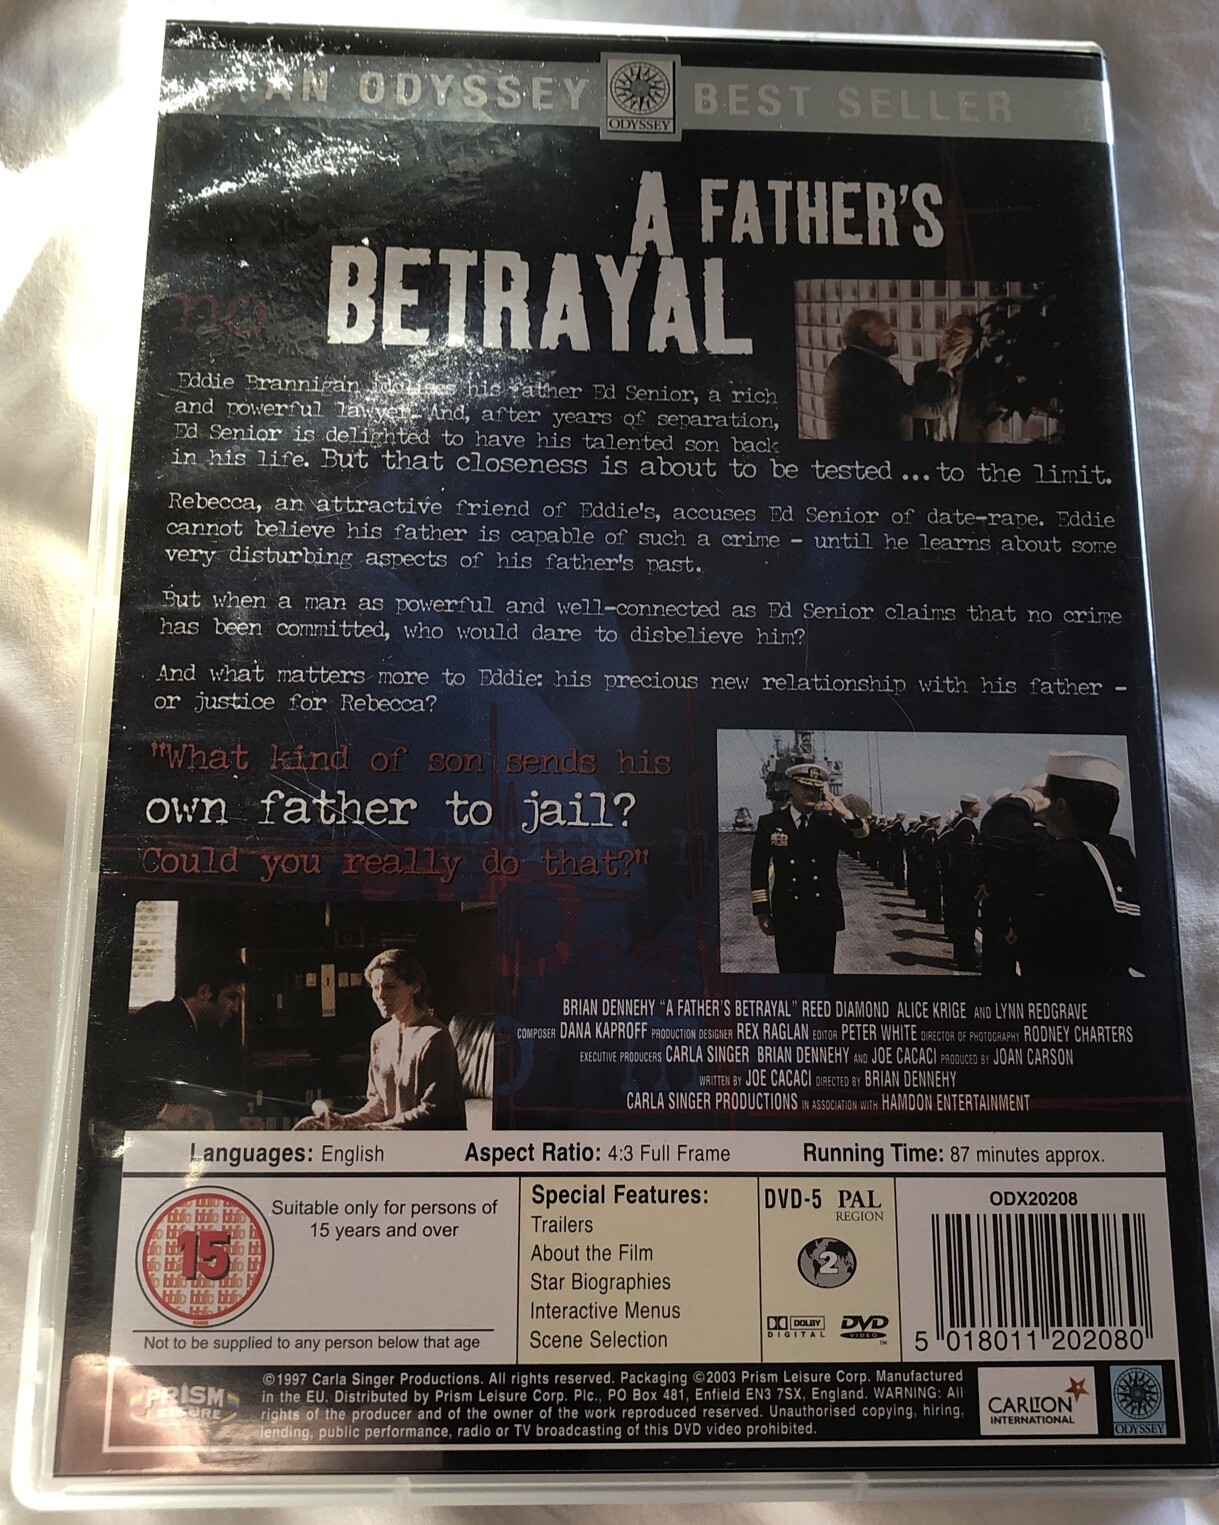 AN ODYSSEY BEST SELLER
ODYSSEY
A FATHER'S
BETRAYAL
no
Eddie Brannigan idolises his father Ed Senior, a rich
and powerful lawyer. And, after years of separation,
Ed Senior is delighted to have his talented son back
in his life. But that closeness is about to be tested ... to the limit.
Rebecca, an attractive friend of Eddie's, accuses Ed Senior of date-rape. Eddie
cannot believe his father is capable of such a crime – until he learns about some
very disturbing aspects of his father's past.
But when a man as powerful and well-connected as Ed Senior claims that no crime
has been committed, who would dare to disbelieve him?
And what matters more to Eddie: his precious new relationship with his father –
or justice for Rebecca?
"What kind of son sends his
own father to jail?
Could you really do that?"
BRIAN DENNEHY "A FATHER'S BETRAYAL" REED DIAMOND ALICE KRIGE AND LYNN REDGRAVE
COMPOSER DANA KAPROFF PRODUCTION DESIGNER REX RAGLAN EDITOR PETER WHITE DIRECTOR OF PHOTOGRAPHY RODNEY CHARTERS
EXECUTIVE PRODUCERS CARLA SINGER BRIAN DENNEHY AND JOE CACACI PRODUCED BY JOAN CARSON
WRITTEN BY JOE CACACI DIRECTED BY BRIAN DENNEHY
CARLA SINGER PRODUCTIONS IN ASSOCIATION WITH HAMDON ENTERTAINMENT
Languages: English Aspect Ratio: 4:3 Full Frame Running Time: 87 minutes approx.
15
Suitable only for persons of
15 years and over
Not to be supplied to any person below that age
Special Features:
Trailers
About the Film
Star Biographies
Interactive Menus
Scene Selection
DVD-5 PAL
REGION
2
DOLBY
DIGITAL
DVD
VIDEO
TM
ODX20208
5 018011 202080
PRISM
LEISURE
©1997 Carla Singer Productions. All rights reserved. Packaging ©2003 Prism Leisure Corp. Manufactured
in the EU. Distributed by Prism Leisure Corp. Plc., PO Box 481, Enfield EN3 7SX, England. WARNING: All
rights of the producer and of the owner of the work reproduced reserved. Unauthorised copying, hiring,
lending, public performance, radio or TV broadcasting of this DVD video prohibited.
CARLTON
INTERNATIONAL
ODYSSEY